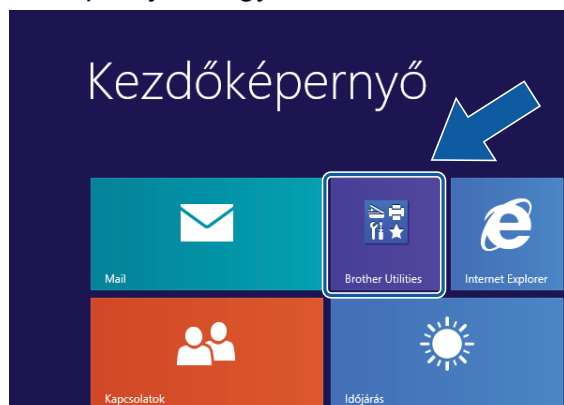 Kezdőképernyő
Mail
Brother Utilities
Internet Explorer
Kapcsolatok
Időjárás